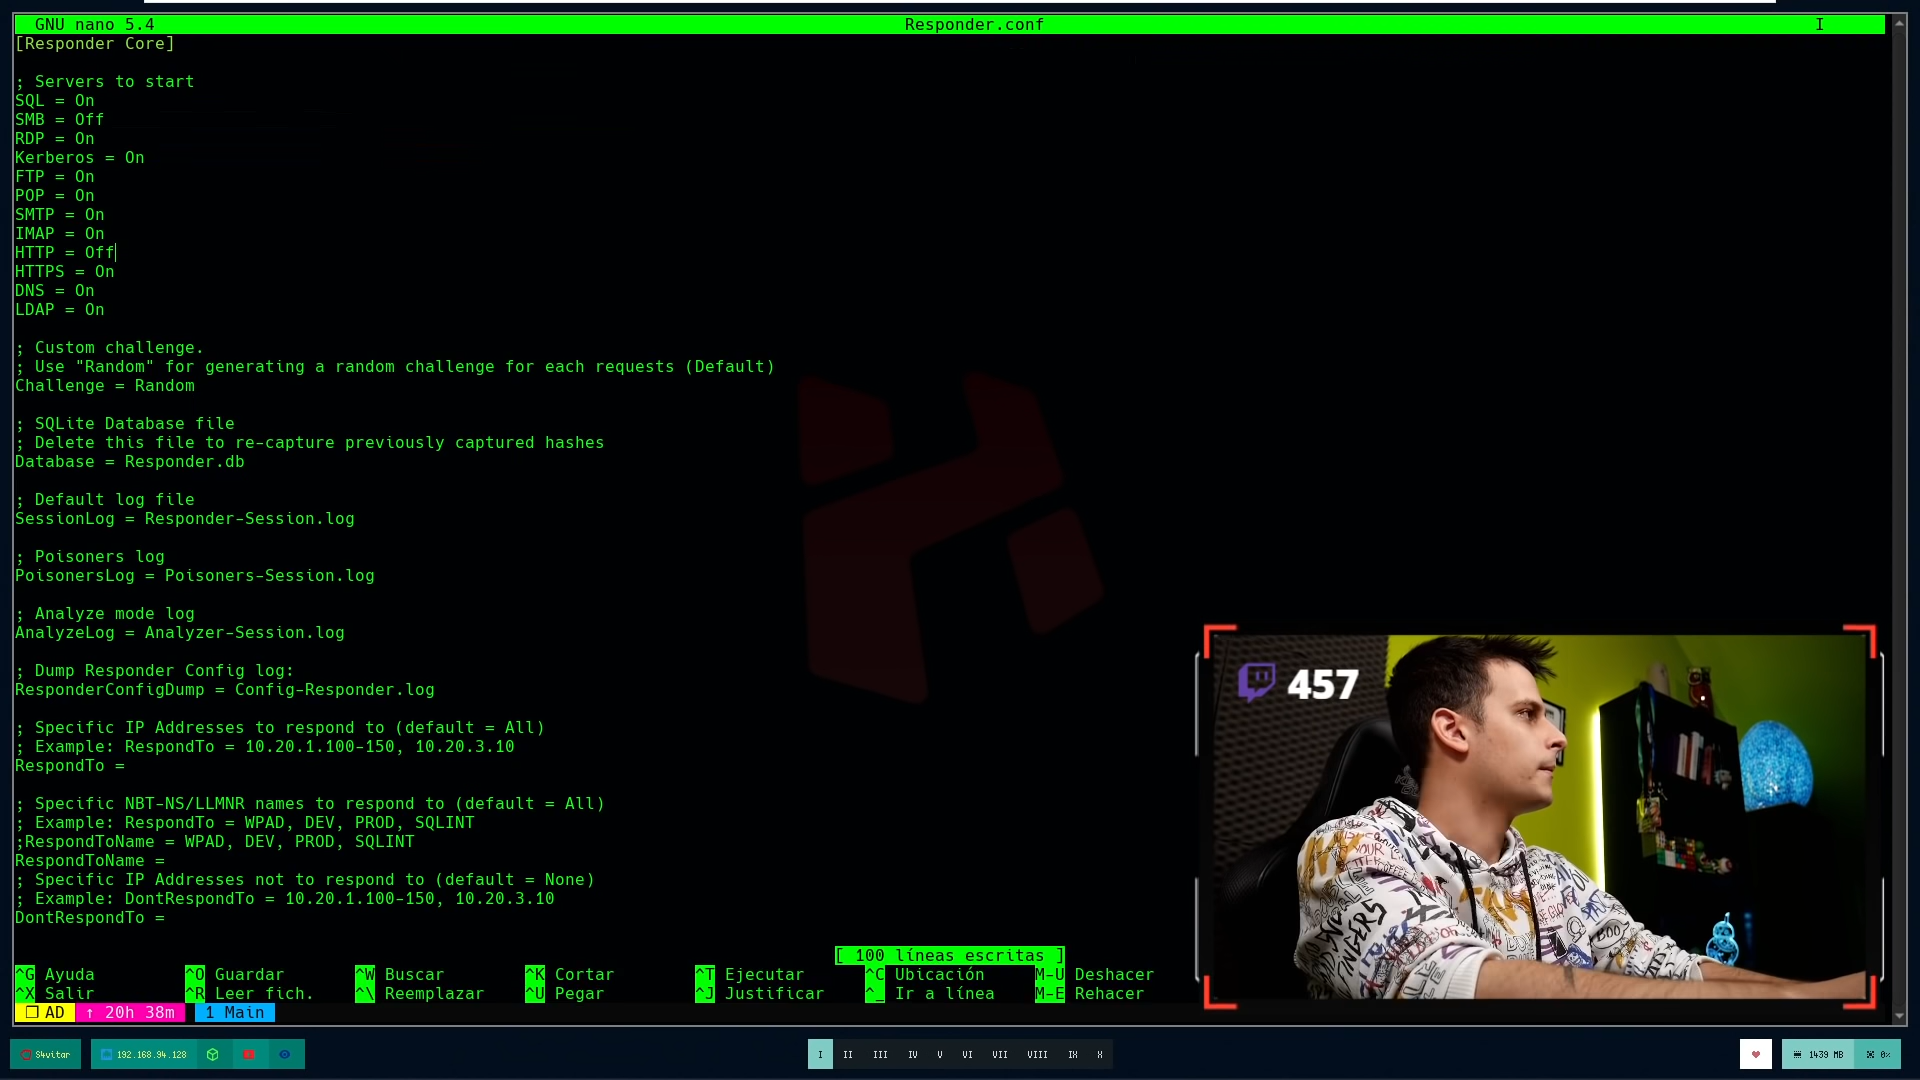 GNU nano 5.4 Responder.conf I
[Responder Core]
; Servers to start
SQL = On
SMB = Off
RDP = On
Kerberos = On
FTP = On
POP = On
SMTP = On
IMAP = On
HTTP = Off
HTTPS = On
DNS = On
LDAP = On
; Custom challenge.
; Use "Random" for generating a random challenge for each requests (Default)
Challenge = Random
; SQLite Database file
; Delete this file to re-capture previously captured hashes
Database = Responder.db
; Default log file
SessionLog = Responder-Session.log
; Poisoners log
PoisonersLog = Poisoners-Session.log
; Analyze mode log
AnalyzeLog = Analyzer-Session.log
; Dump Responder Config log:
ResponderConfigDump = Config-Responder.log
; Specific IP Addresses to respond to (default = All)
; Example: RespondTo = 10.20.1.100-150, 10.20.3.10
RespondTo =
; Specific NBT-NS/LLMNR names to respond to (default = All)
; Example: RespondTo = WPAD, DEV, PROD, SQLINT
;RespondToName = WPAD, DEV, PROD, SQLINT
RespondToName =
; Specific IP Addresses not to respond to (default = None)
; Example: DontRespondTo = 10.20.1.100-150, 10.20.3.10
DontRespondTo =
[ 100 líneas escritas ]
^G Ayuda ^O Guardar ^W Buscar ^K Cortar ^T Ejecutar ^C Ubicación M-U Deshacer
^X Salir ^R Leer fich. ^\ Reemplazar ^U Pegar ^J Justificar ^_ Ir a línea M-E Rehacer
❐ AD ↑ 20h 38m 1 Main
457
S4vitar 192.168.94.128 I II III IV V VI VII VIII IX X 1439 MB 0%